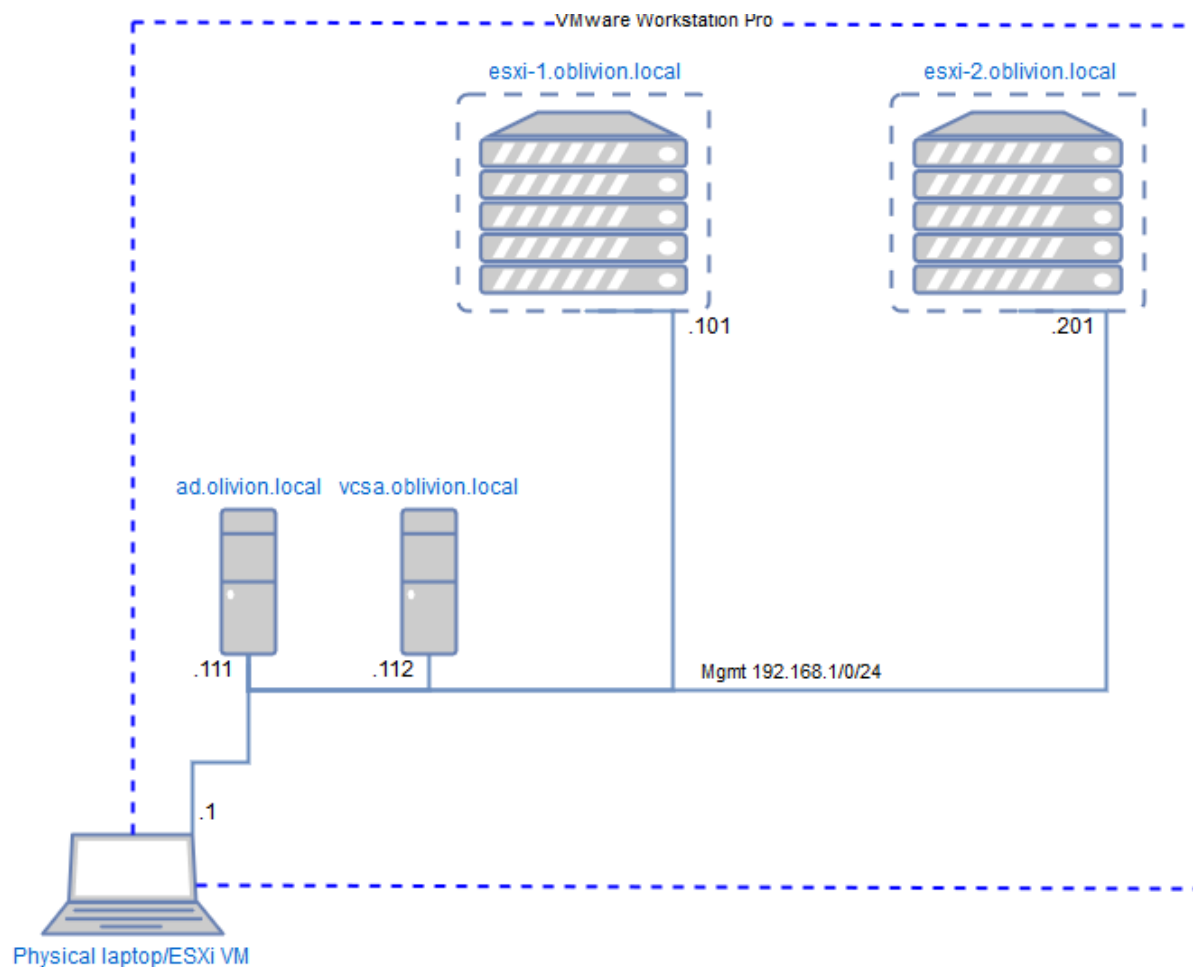 VMware Workstation Pro
esxi-1.oblivion.local
esxi-2.oblivion.local
.101
.201
ad.olivion.local
vcsa.oblivion.local
.111
.112
Mgmt 192.168.1/0/24
.1
Physical laptop/ESXi VM